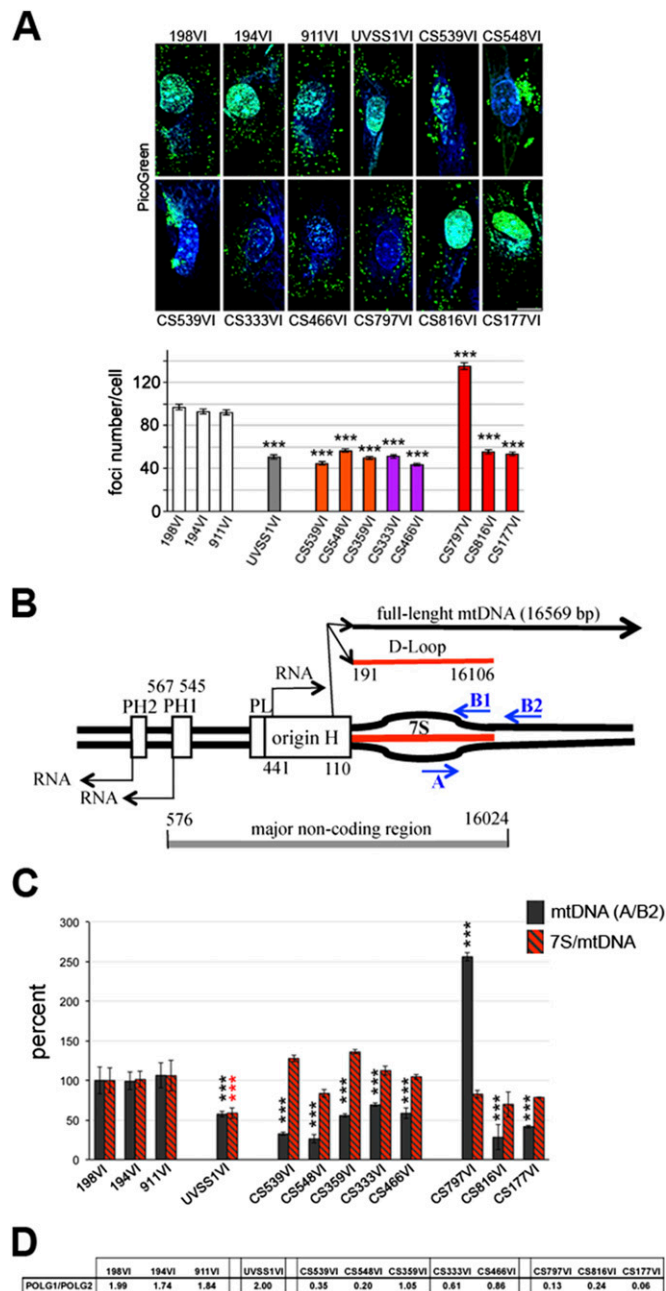 A
198VI 194VI 911VI UVSS1VI CS539VI CS548VI
PicoGreen
CS539VI CS333VI CS466VI CS797VI CS816VI CS177VI
foci number/cell
120
80
40
0
*** *** *** *** *** *** *** *** ***
198VI 194VI 911VI UVSS1VI CS539VI CS548VI CS359VI CS333VI CS466VI CS797VI CS816VI CS177VI
B
full-lenght mtDNA (16569 bp)
D-Loop
191 16106
RNA
567 545
PH2 PH1 PL origin H 7S B1 B2
441 110
A
RNA
RNA
576 16024
major non-coding region
C
mtDNA (A/B2)
7S/mtDNA
percent
300
250
200
150
100
50
0
*** *** *** *** *** *** *** *** *** ***
198VI 194VI 911VI UVSS1VI CS539VI CS548VI CS359VI CS333VI CS466VI CS797VI CS816VI CS177VI
D
198VI 194VI 911VI UVSS1VI CS539VI CS548VI CS359VI CS333VI CS466VI CS797VI CS816VI CS177VI
POLG1/POLG2 1.99 1.74 1.84 2.00 0.35 0.20 1.05 0.61 0.86 0.13 0.24 0.06